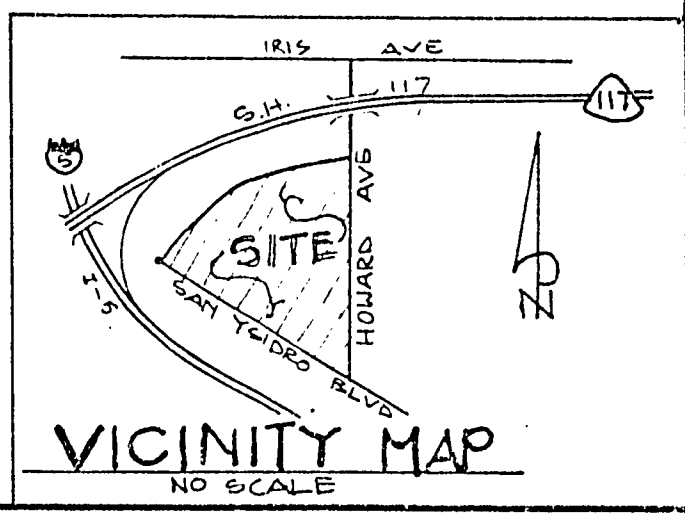 IRIS AVE
S.H. 117
117
5
I-5
SITE
HOWARD AVE
SAN YSIDRO BLVD
N
VICINITY MAP
NO SCALE